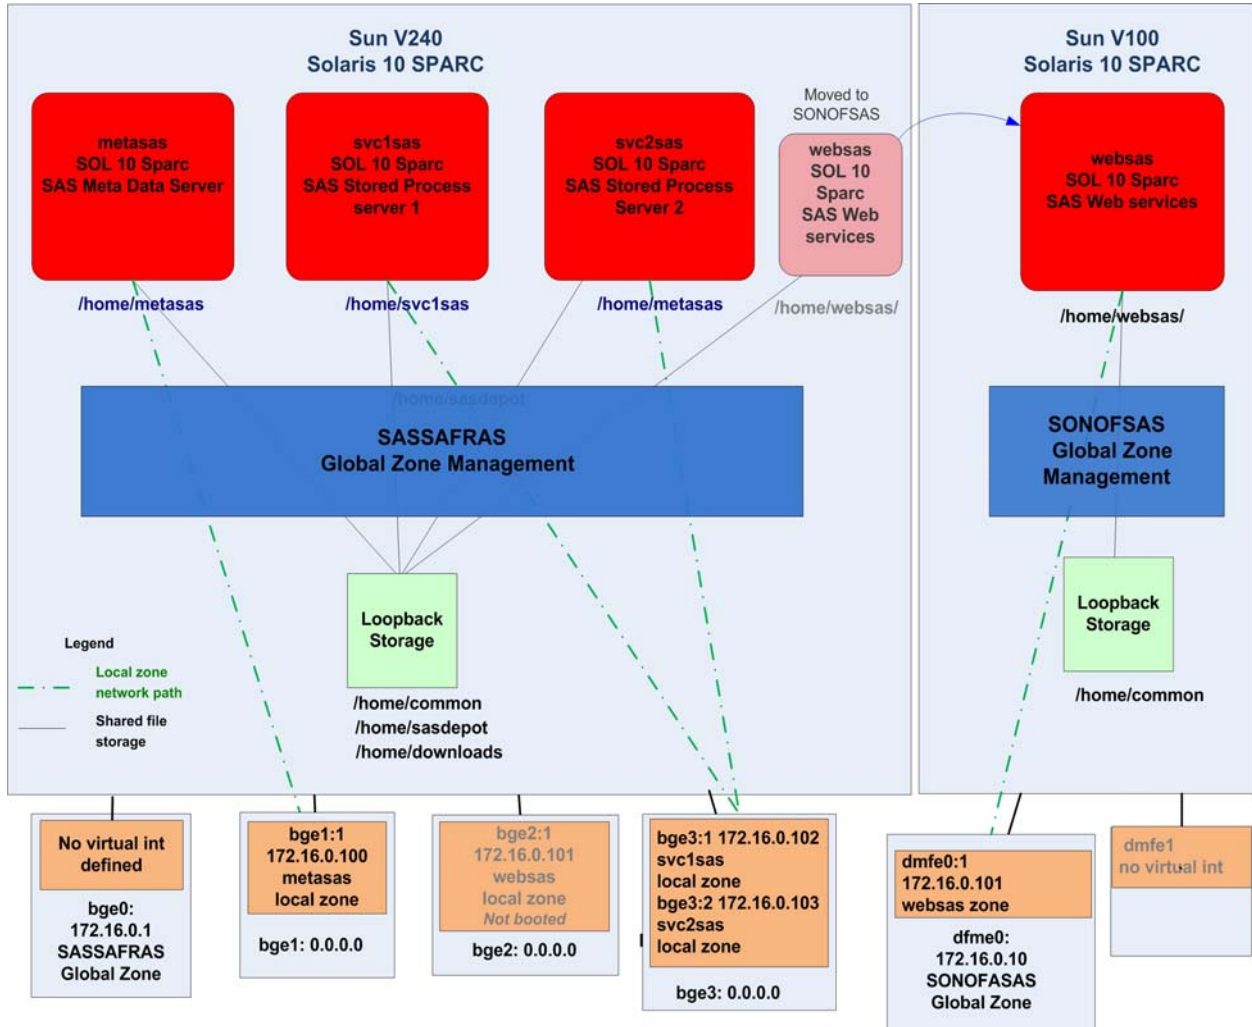 Sun V240
Solaris 10 SPARC
metasas
SOL 10 Sparc
SAS Meta Data Server
/home/metasas
svc1sas
SOL 10 Sparc
SAS Stored Process
server 1
/home/svc1sas
svc2sas
SOL 10 Sparc
SAS Stored Process
Server 2
/home/metasas
Moved to
SONOFSAS
websas
SOL 10
Sparc
SAS Web
services
/home/websas/
/home/sasdepot
SASSAFRAS
Global Zone Management
Loopback
Storage
/home/common
/home/sasdepot
/home/downloads
Legend
Local zone
network path
Shared file
storage
No virtual int
defined
bge0:
172.16.0.1
SASSAFRAS
Global Zone
bge1:1
172.16.0.100
metasas
local zone
bge1: 0.0.0.0
bge2:1
172.16.0.101
websas
local zone
Not booted
bge2: 0.0.0.0
bge3:1 172.16.0.102
svc1sas
local zone
bge3:2 172.16.0.103
svc2sas
local zone
bge3: 0.0.0.0
Sun V100
Solaris 10 SPARC
websas
SOL 10 Sparc
SAS Web services
/home/websas/
SONOFSAS
Global Zone
Management
Loopback
Storage
/home/common
dmfe0:1
172.16.0.101
websas zone
dfme0:
172.16.0.10
SONOFASAS
Global Zone
dmfe1
no virtual int